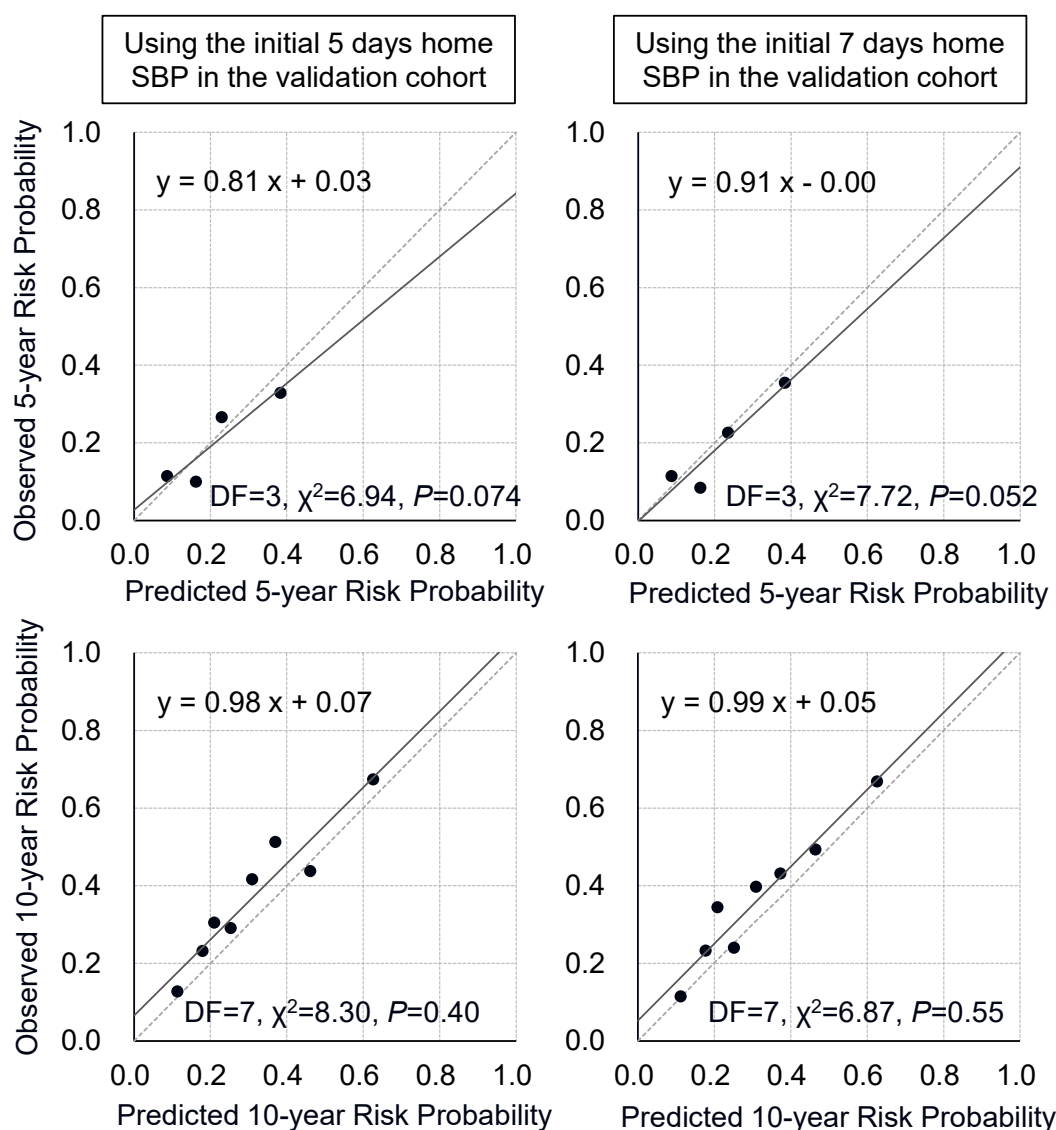 Using the initial 5 days home
SBP in the validation cohort
Using the initial 7 days home
SBP in the validation cohort
Observed 5-year Risk Probability
1.0
0.8
0.6
0.4
0.2
0.0
y = 0.81 x + 0.03
DF=3, χ²=6.94, P=0.074
0.0 0.2 0.4 0.6 0.8 1.0
Predicted 5-year Risk Probability
1.0
0.8
0.6
0.4
0.2
0.0
y = 0.91 x - 0.00
DF=3, χ²=7.72, P=0.052
0.0 0.2 0.4 0.6 0.8 1.0
Predicted 5-year Risk Probability
Observed 10-year Risk Probability
1.0
0.8
0.6
0.4
0.2
0.0
y = 0.98 x + 0.07
DF=7, χ²=8.30, P=0.40
0.0 0.2 0.4 0.6 0.8 1.0
Predicted 10-year Risk Probability
1.0
0.8
0.6
0.4
0.2
0.0
y = 0.99 x + 0.05
DF=7, χ²=6.87, P=0.55
0.0 0.2 0.4 0.6 0.8 1.0
Predicted 10-year Risk Probability